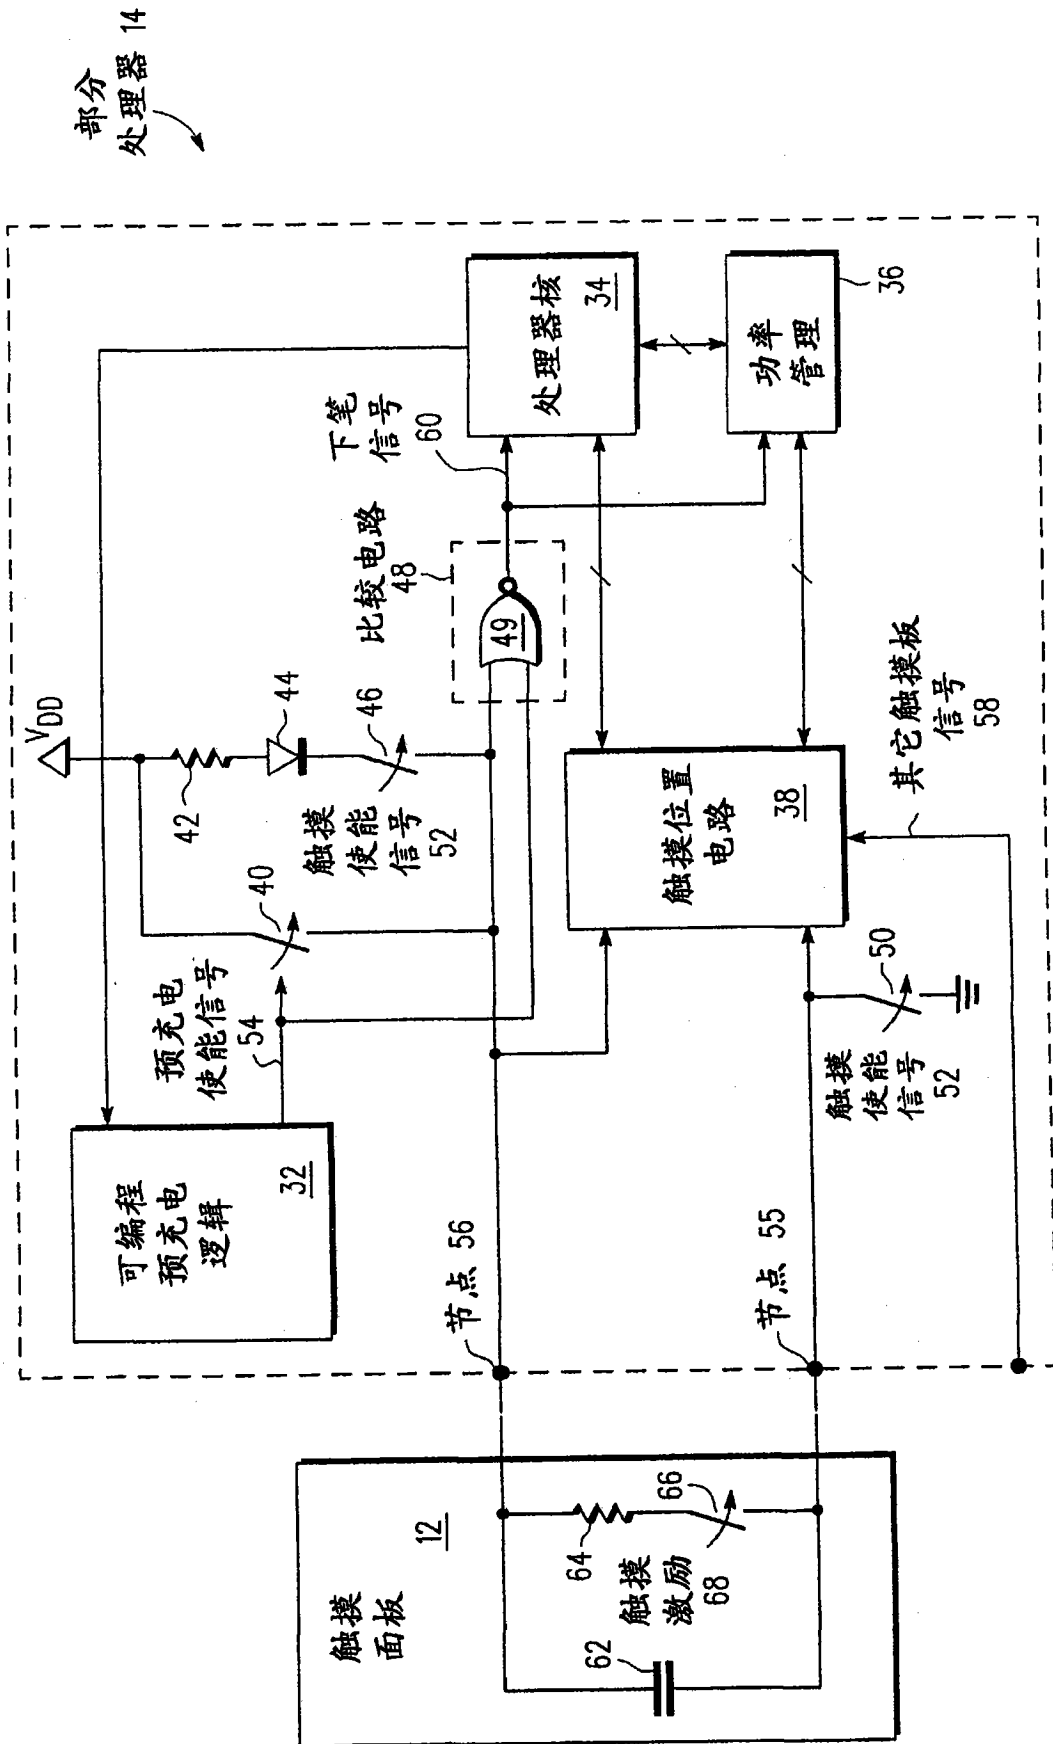 部分
处理器 14
V_DD
可编程
预充电
逻辑
32
预充电
使能信号
54
40
42
44
46
触摸
使能
信号
52
比较电路
48
49
下笔
信号
60
处理器核
34
功率
管理
36
触摸位置
电路
38
其它触摸板
信号
58
触摸
使能
信号
52
50
节点 56
节点 55
触摸
面板
12
62
64
66
触摸
激励
68